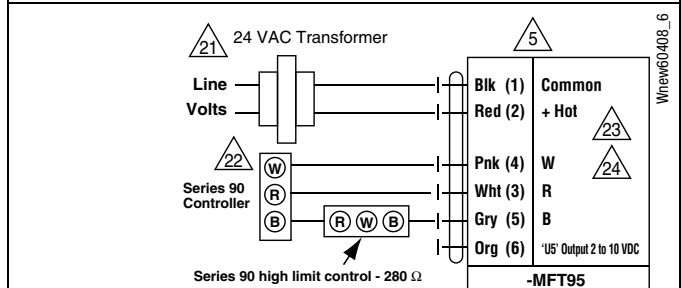 21
24 VAC Transformer
5
Line
Volts
Blk (1) Common
Red (2) + Hot
23
22
24
W
R
B
Series 90
Controller
R W B
Pnk (4) W
Wht (3) R
Gry (5) B
Org (6) 'U5' Output 2 to 10 VDC
Series 90 high limit control - 280 Ω
-MFT95
Wnew60408_6